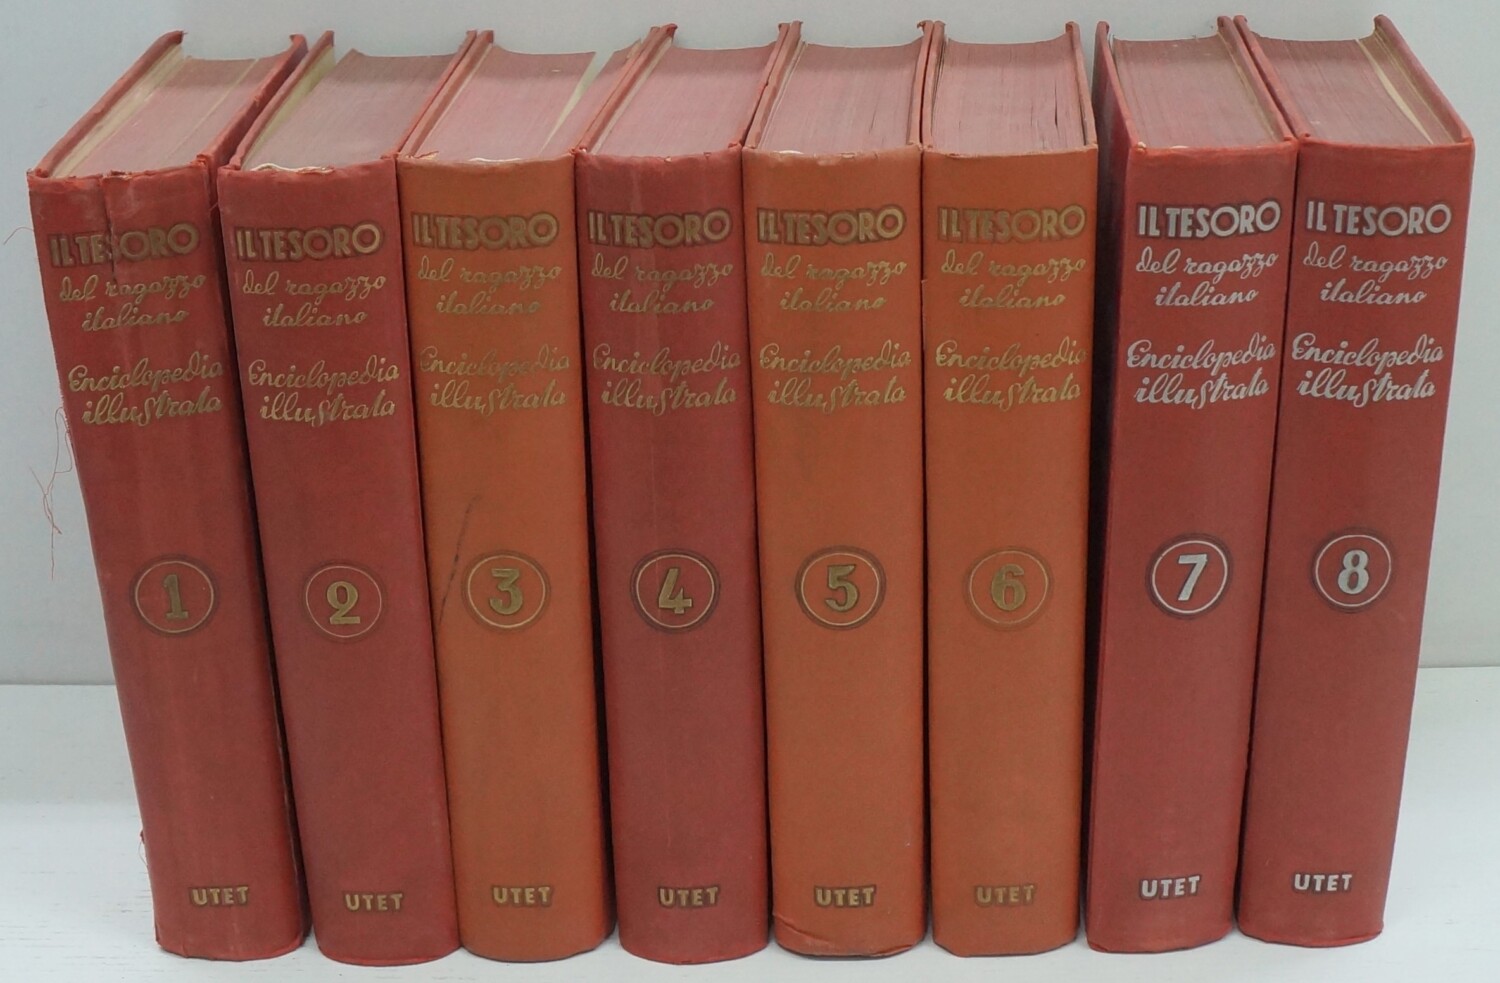 IL TESORO
del ragazzo
italiano
Enciclopedia
illustrata
1
UTET
IL TESORO
del ragazzo
italiano
Enciclopedia
illustrata
2
UTET
IL TESORO
del ragazzo
italiano
Enciclopedia
illustrata
3
UTET
IL TESORO
del ragazzo
italiano
Enciclopedia
illustrata
4
UTET
IL TESORO
del ragazzo
italiano
Enciclopedia
illustrata
5
UTET
IL TESORO
del ragazzo
italiano
Enciclopedia
illustrata
6
UTET
IL TESORO
del ragazzo
italiano
Enciclopedia
illustrata
7
UTET
IL TESORO
del ragazzo
italiano
Enciclopedia
illustrata
8
UTET